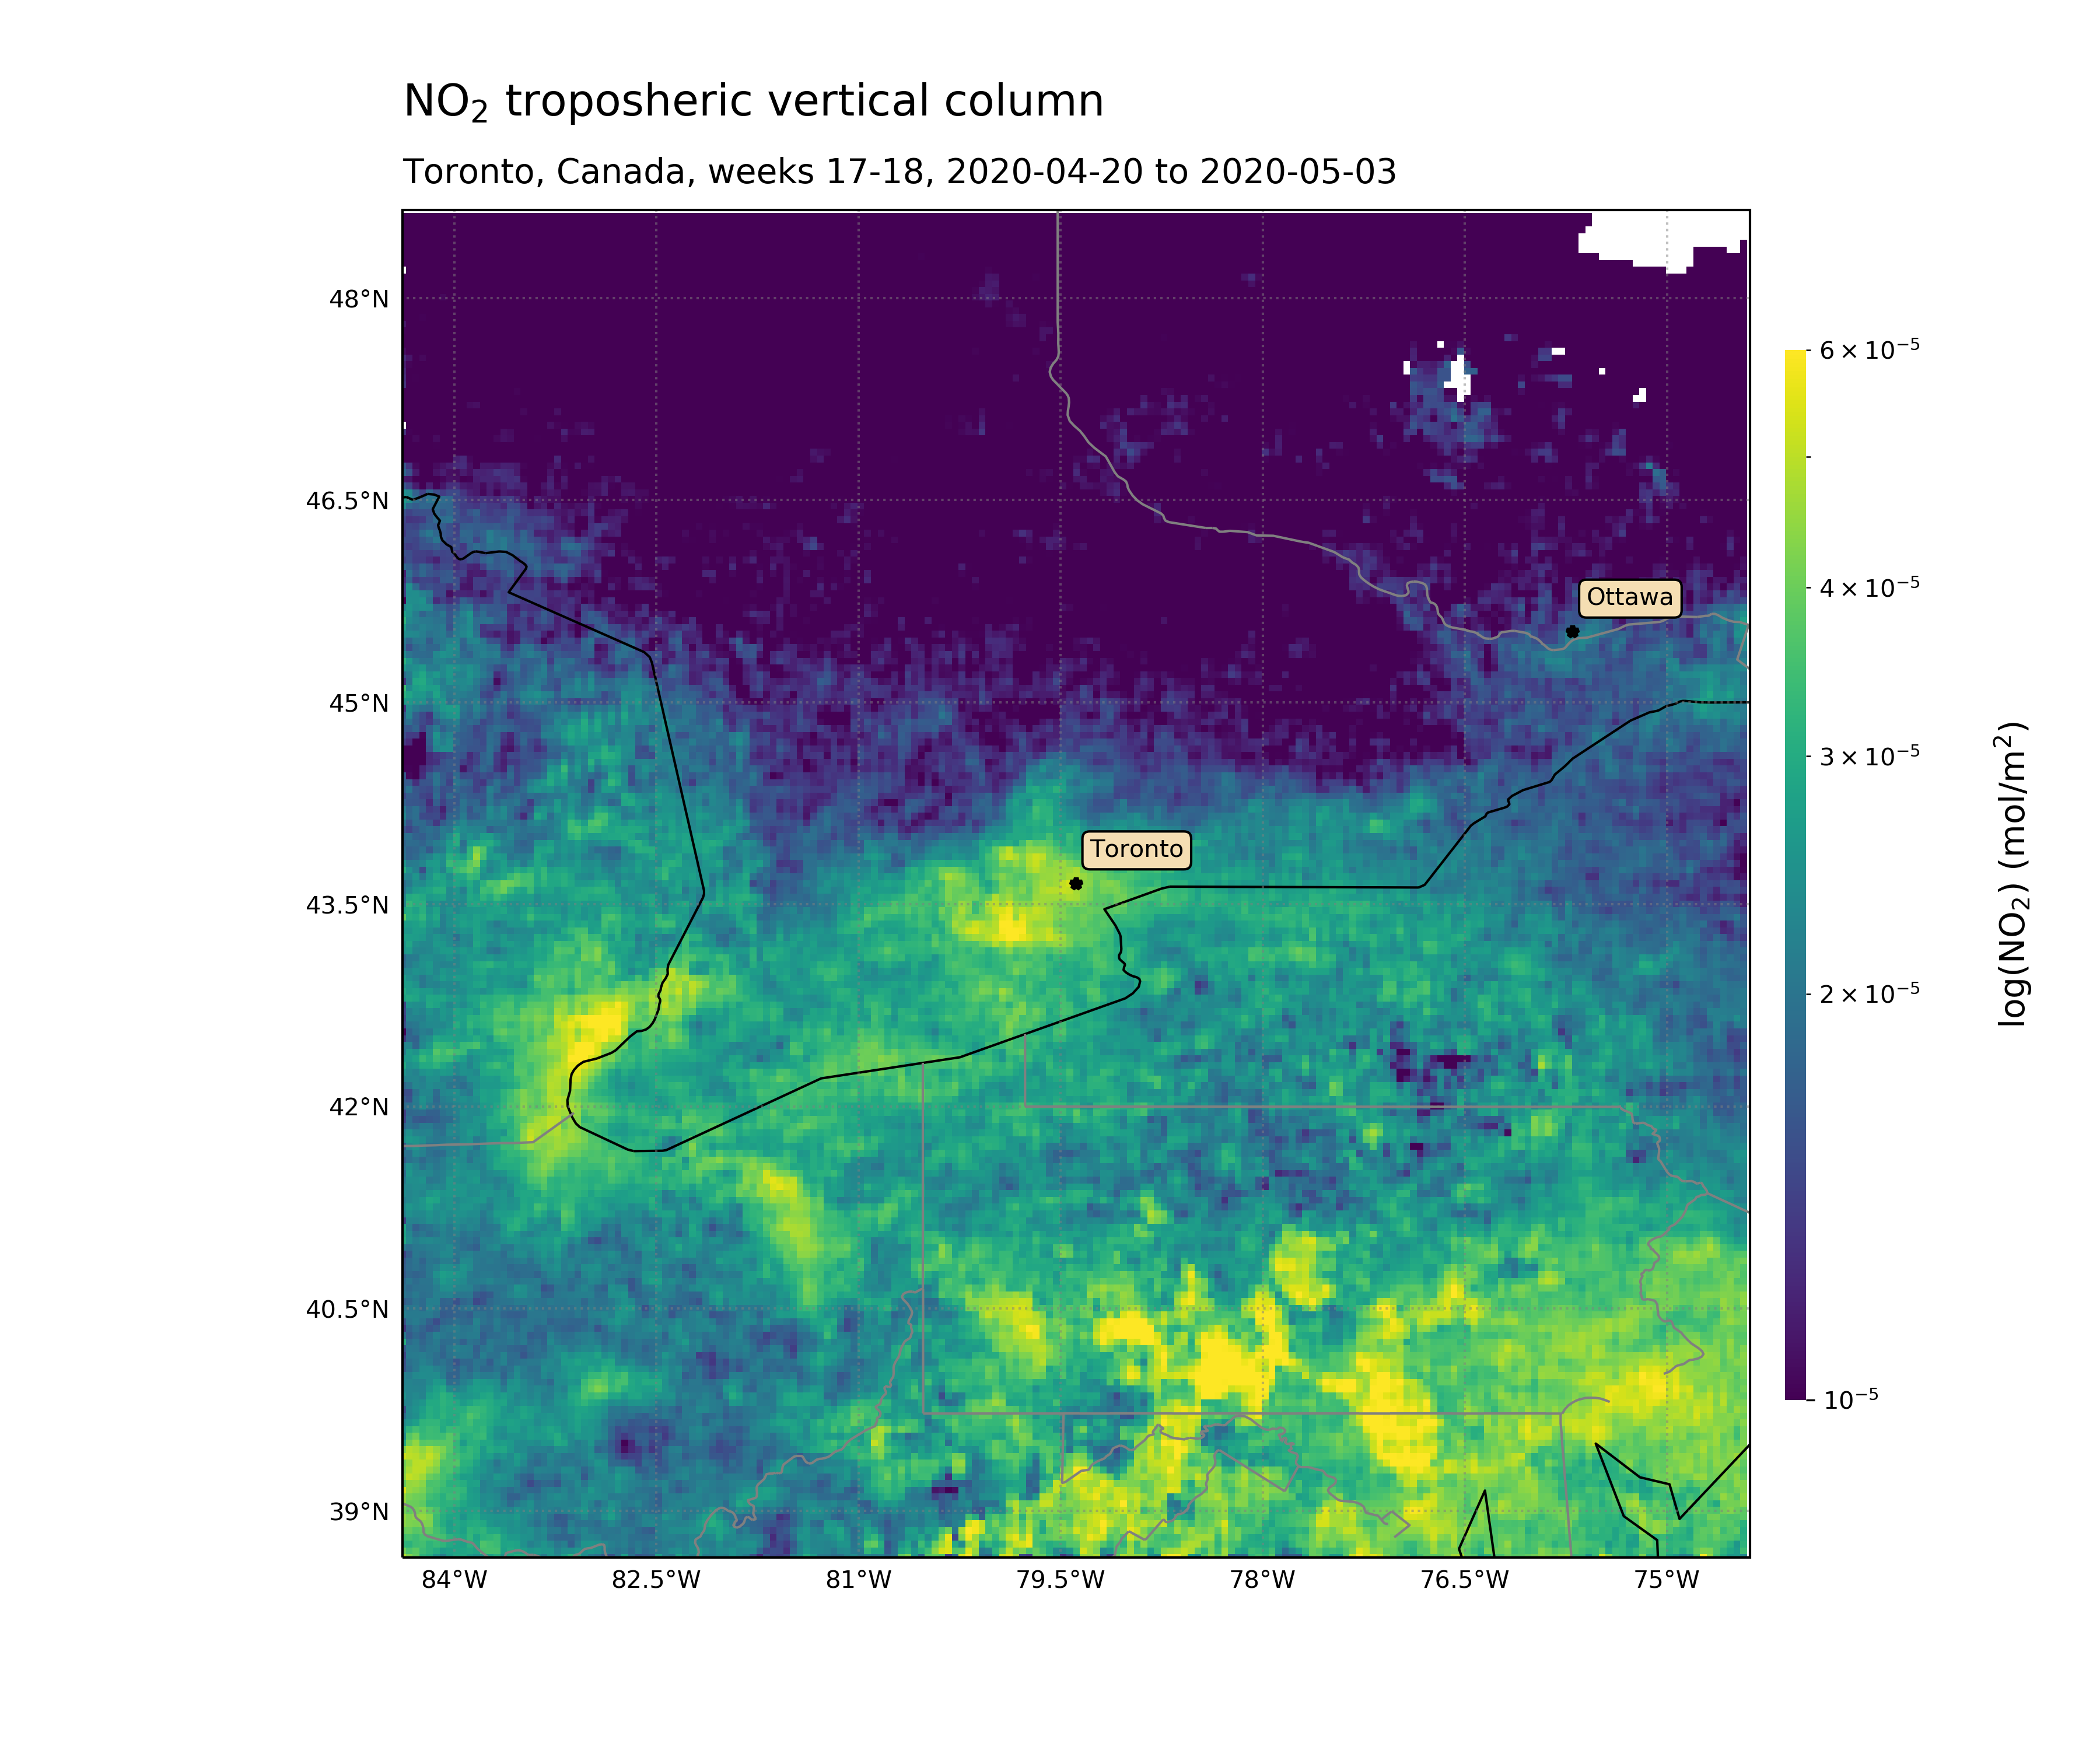 NO₂ troposheric vertical column
Toronto, Canada, weeks 17-18, 2020-04-20 to 2020-05-03
48°N
46.5°N
45°N
43.5°N
42°N
40.5°N
39°N
84°W 82.5°W 81°W 79.5°W 78°W 76.5°W 75°W
Ottawa
Toronto
6 × 10⁻⁵
4 × 10⁻⁵
3 × 10⁻⁵
2 × 10⁻⁵
10⁻⁵
log(NO₂) (mol/m²)